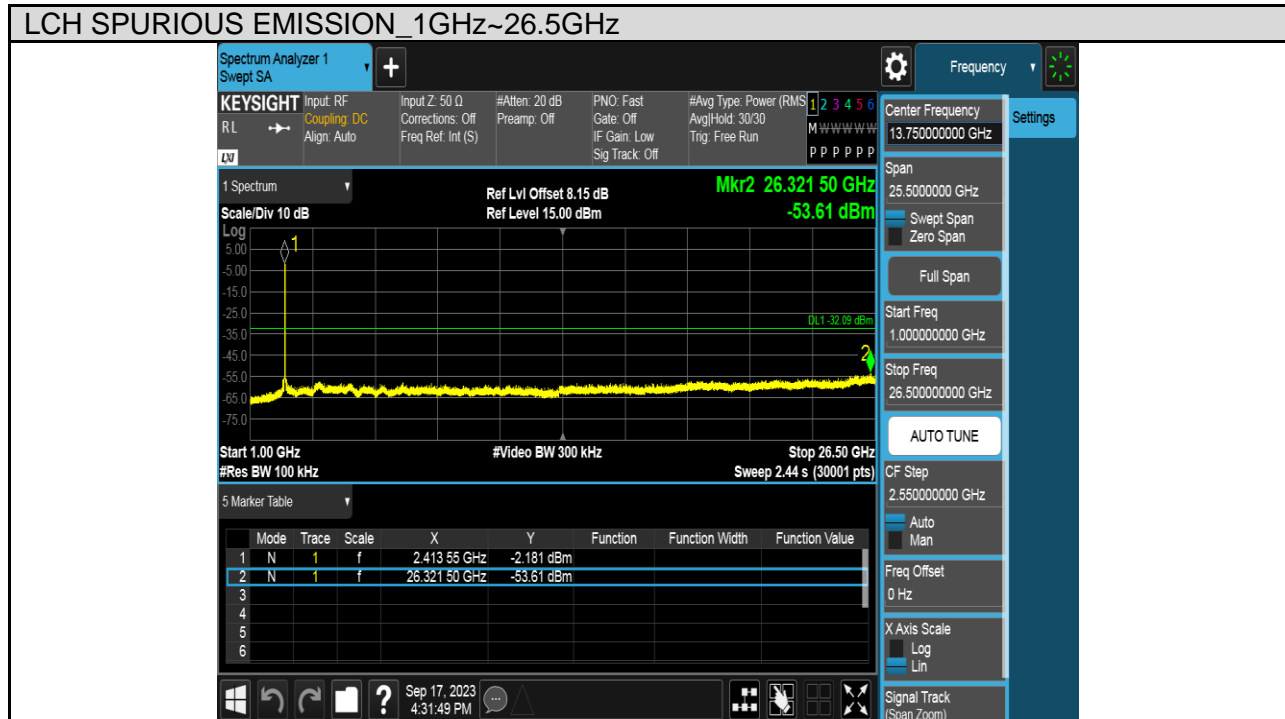 LCH SPURIOUS EMISSION_1GHz~26.5GHz
Spectrum Analyzer 1
Swept SA
+
Frequency
KEYSIGHT
RL
LXI
Input: RF
Coupling: DC
Align: Auto
Input Z: 50 Ω
Corrections: Off
Freq Ref: Int (S)
#Atten: 20 dB
Preamp: Off
PNO: Fast
Gate: Off
IF Gain: Low
Sig Track: Off
#Avg Type: Power (RMS
Avg|Hold: 30/30
Trig: Free Run
1 2 3 4 5 6
M W W W W W
P P P P P P
Center Frequency
13.750000000 GHz
Settings
Span
25.5000000 GHz
Swept Span
Zero Span
Full Span
Start Freq
1.000000000 GHz
Stop Freq
26.500000000 GHz
AUTO TUNE
CF Step
2.550000000 GHz
Auto
Man
Freq Offset
0 Hz
X Axis Scale
Log
Lin
Signal Track
(Span Zoom)
1 Spectrum
Ref Lvl Offset 8.15 dB
Mkr2 26.321 50 GHz
Scale/Div 10 dB
Ref Level 15.00 dBm
-53.61 dBm
Log
5.00
-5.00
-15.0
-25.0
-35.0
-45.0
-55.0
-65.0
-75.0
1
DL1 -32.09 dBm
2
Start 1.00 GHz
#Video BW 300 kHz
Stop 26.50 GHz
#Res BW 100 kHz
Sweep 2.44 s (30001 pts)
5 Marker Table
Mode Trace Scale X Y Function Function Width Function Value
1 N 1 f 2.413 55 GHz -2.181 dBm
2 N 1 f 26.321 50 GHz -53.61 dBm
3
4
5
6
?
Sep 17, 2023
4:31:49 PM